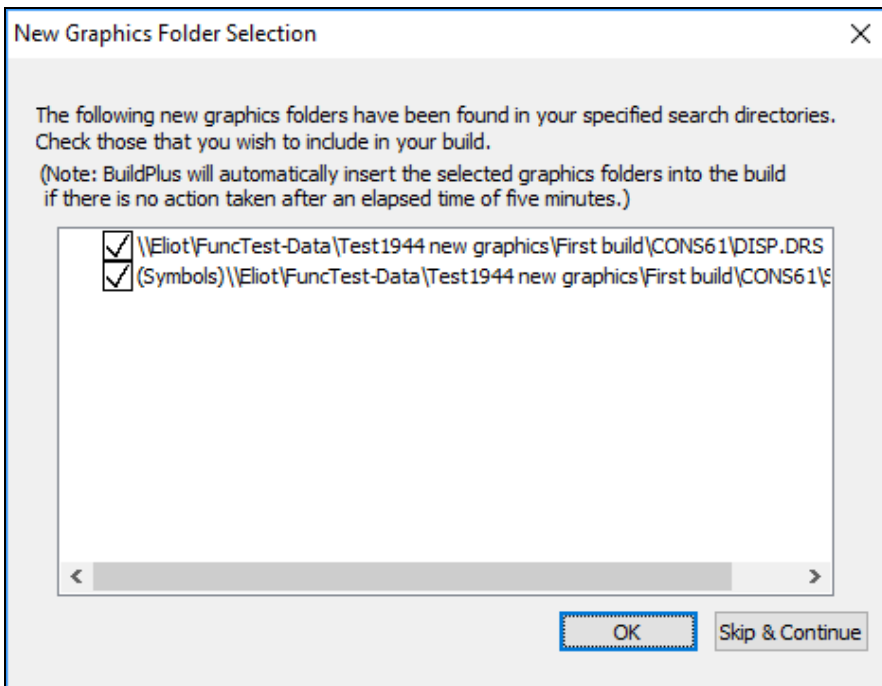 New Graphics Folder Selection
The following new graphics folders have been found in your specified search directories.
Check those that you wish to include in your build.
(Note: BuildPlus will automatically insert the selected graphics folders into the build
if there is no action taken after an elapsed time of five minutes.)
\\Eliot\FuncTest-Data\Test1944 new graphics\First build\CONS61\DISP.DRS
(Symbols)\\Eliot\FuncTest-Data\Test1944 new graphics\First build\CONS61\
OK
Skip & Continue